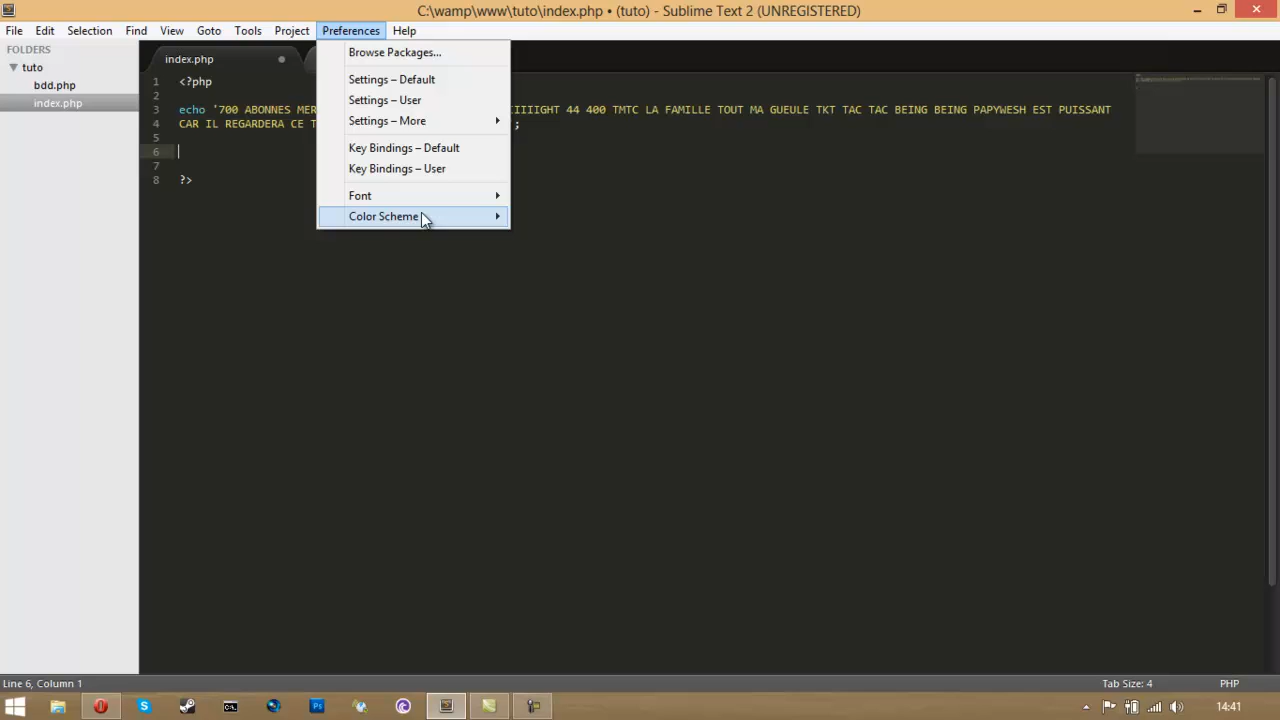 C:\wamp\www\tuto\index.php • (tuto) - Sublime Text 2 (UNREGISTERED)
File Edit Selection Find View Goto Tools Project Preferences Help
FOLDERS
tuto
bdd.php
index.php
index.php
Browse Packages...
Settings – Default
Settings – User
Settings – More
Key Bindings – Default
Key Bindings – User
Font
Color Scheme
1 <?php
2
3 echo '700 ABONNES 44 400 TMTC LA FAMILLE TOUT MA GUEULE TKT TAC TAC BEING BEING PAPYWESH EST PUISSANT
4 CAR IL REGARDERA CE ;
5
6
7
8 ?>
Line 6, Column 1
Tab Size: 4
PHP
14:41